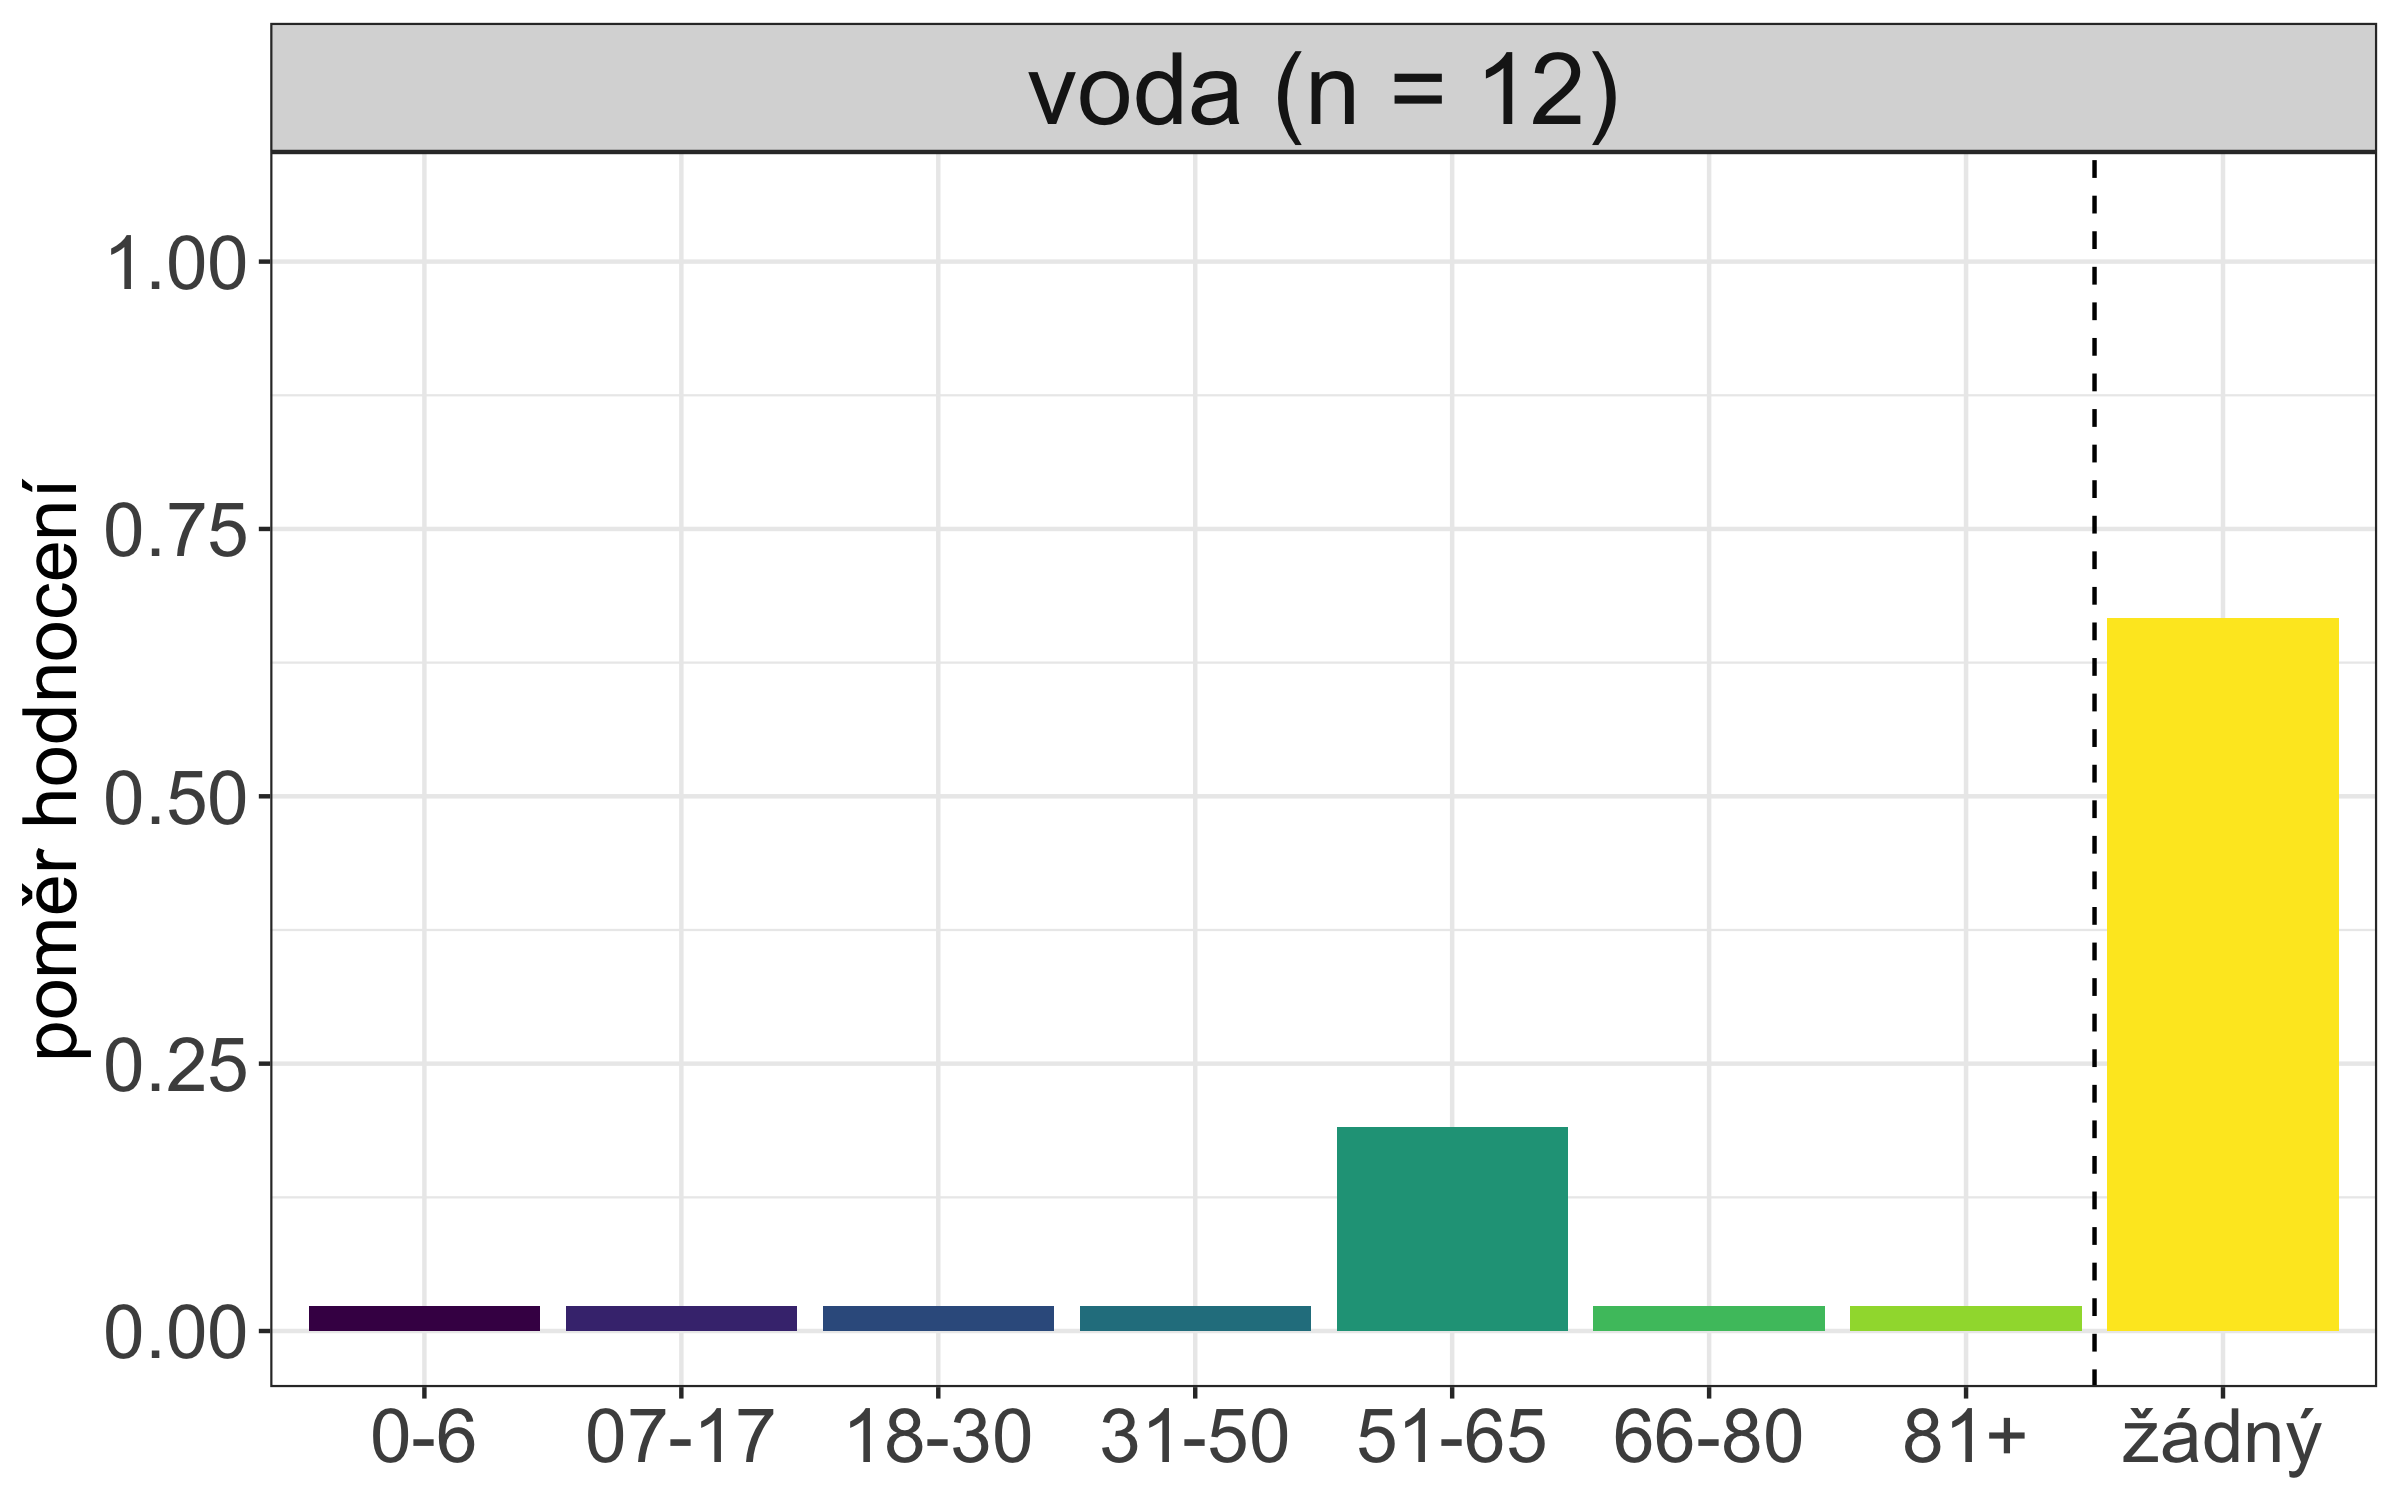 voda (n = 12)
poměr hodnocení
1.00
0.75
0.50
0.25
0.00
0-6 07-17 18-30 31-50 51-65 66-80 81+ žádný